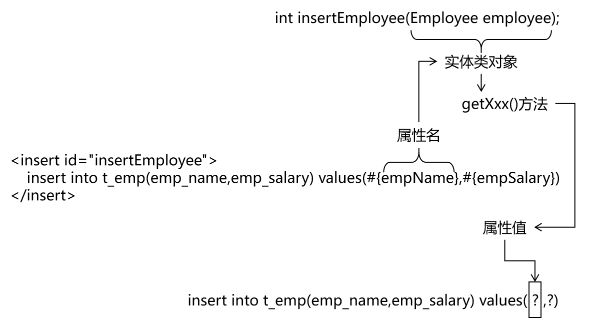 int insertEmployee(Employee employee);
实体类对象
getXxx()方法
属性名
<insert id="insertEmployee">
insert into t_emp(emp_name,emp_salary) values(#{empName},#{empSalary})
</insert>
属性值
insert into t_emp(emp_name,emp_salary) values(?,?)